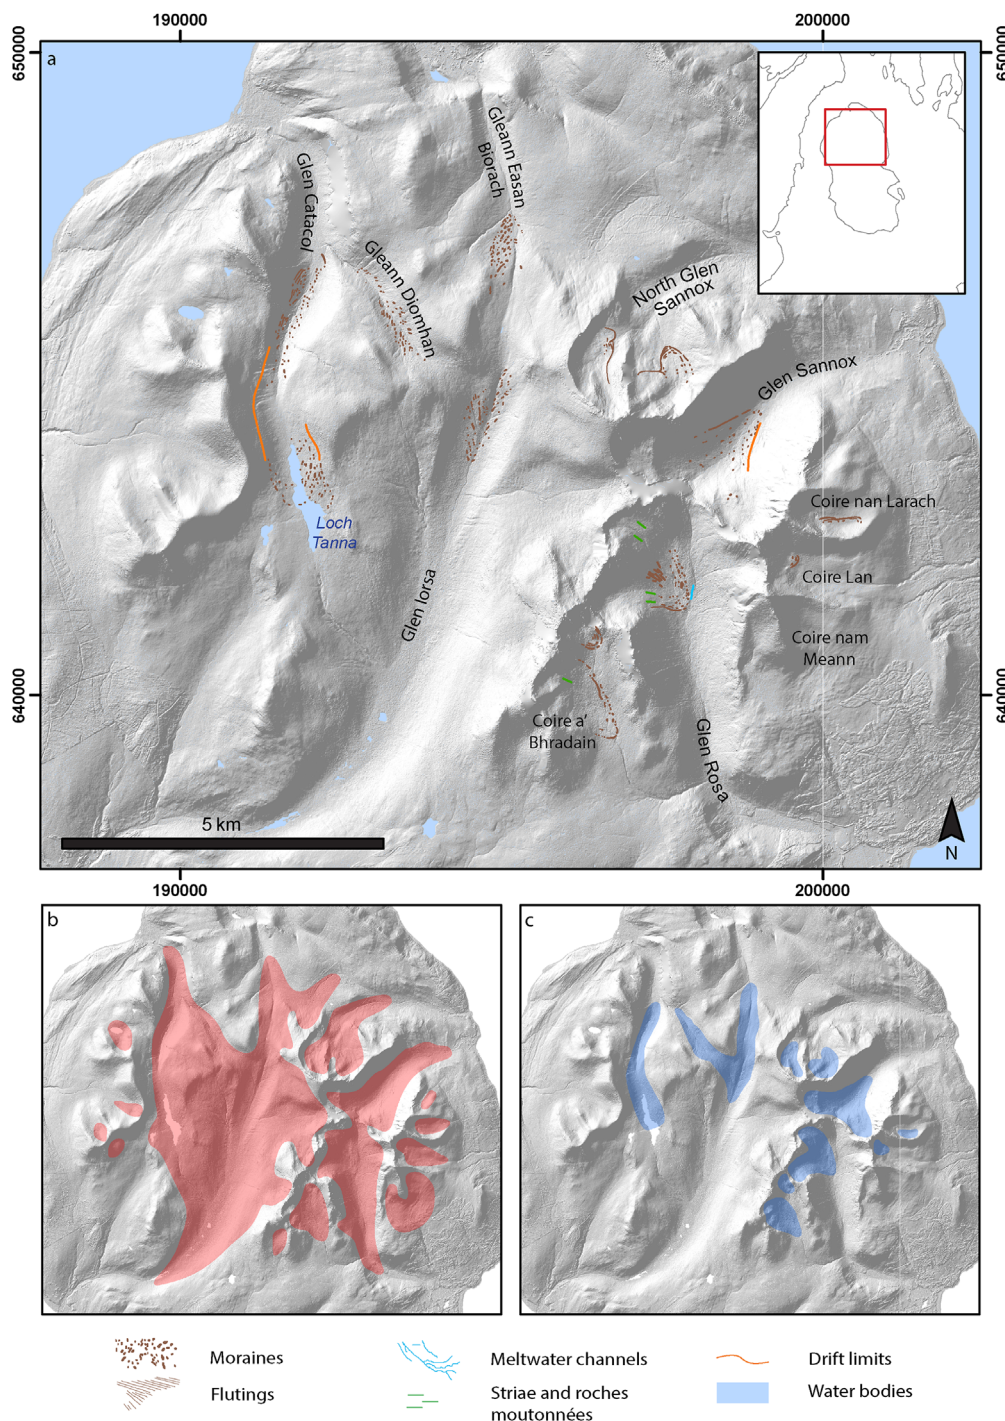 190000
200000
650000
650000
a
Gleann Easan
Biorach
Glen Catacol
Gleann Diomhan
North Glen
Sannox
Glen Sannox
Coire nan Larach
Loch
Tanna
Coire Lan
Glen Iorsa
Coire nam
Meann
640000
640000
Coire a'
Bhradain
Glen Rosa
5 km
N
190000
200000
b
c
Moraines
Meltwater channels
Drift limits
Flutings
Striae and roches
moutonnées
Water bodies